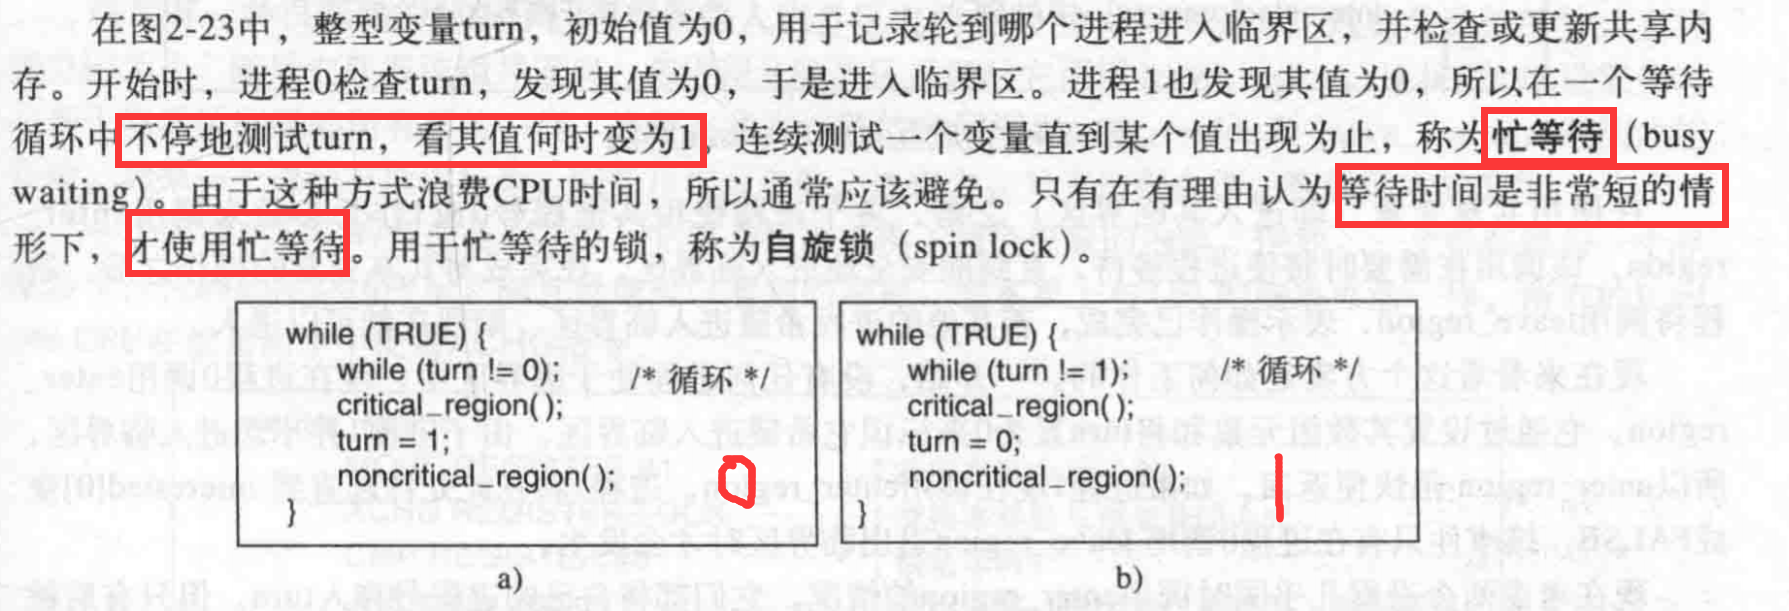 在图2-23中，整型变量turn，初始值为0，用于记录轮到哪个进程进入临界区，并检查或更新共享内
存。开始时，进程0检查turn，发现其值为0，于是进入临界区。进程1也发现其值为0，所以在一个等待
循环中不停地测试turn，看其值何时变为1。连续测试一个变量直到某个值出现为止，称为忙等待（busy
waiting）。由于这种方式浪费CPU时间，所以通常应该避免。只有在有理由认为等待时间是非常短的情
形下，才使用忙等待。用于忙等待的锁，称为自旋锁（spin lock）。
while (TRUE) {
while (turn != 0); /* 循环 */
critical_region( );
turn = 1;
noncritical_region( );
}
0
a)
while (TRUE) {
while (turn != 1); /* 循环 */
critical_region( );
turn = 0;
noncritical_region( );
}
1
b)